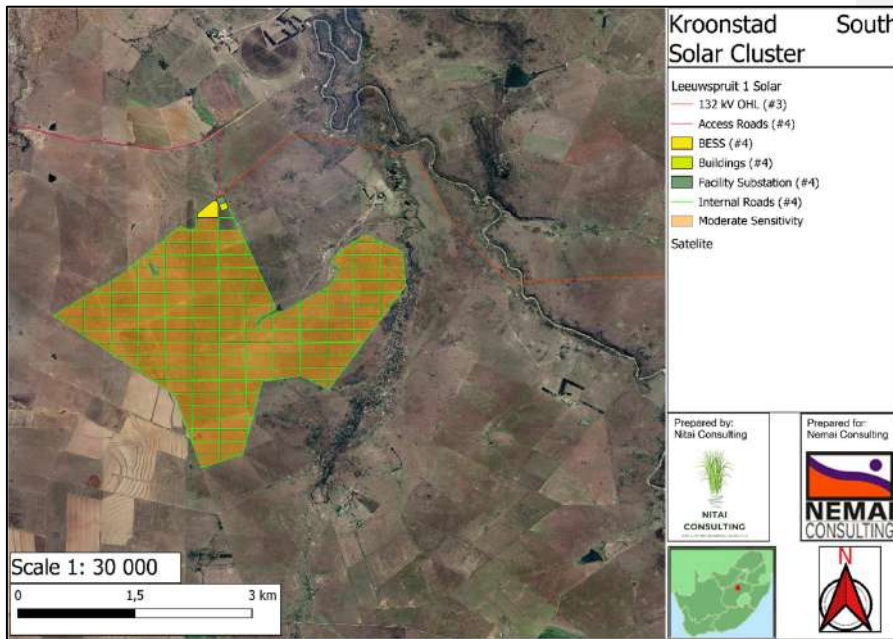 Kroonstad South
Solar Cluster
Leeuwspruit 1 Solar
132 kV OHL (#3)
Access Roads (#4)
BESS (#4)
Buildings (#4)
Facility Substation (#4)
Internal Roads (#4)
Moderate Sensitivity
Satelite
Prepared by:
Nitai Consulting
NITAI
CONSULTING
Prepared for:
Nemai Consulting
NEMAI
CONSULTING
N
Scale 1: 30 000
0 1,5 3 km